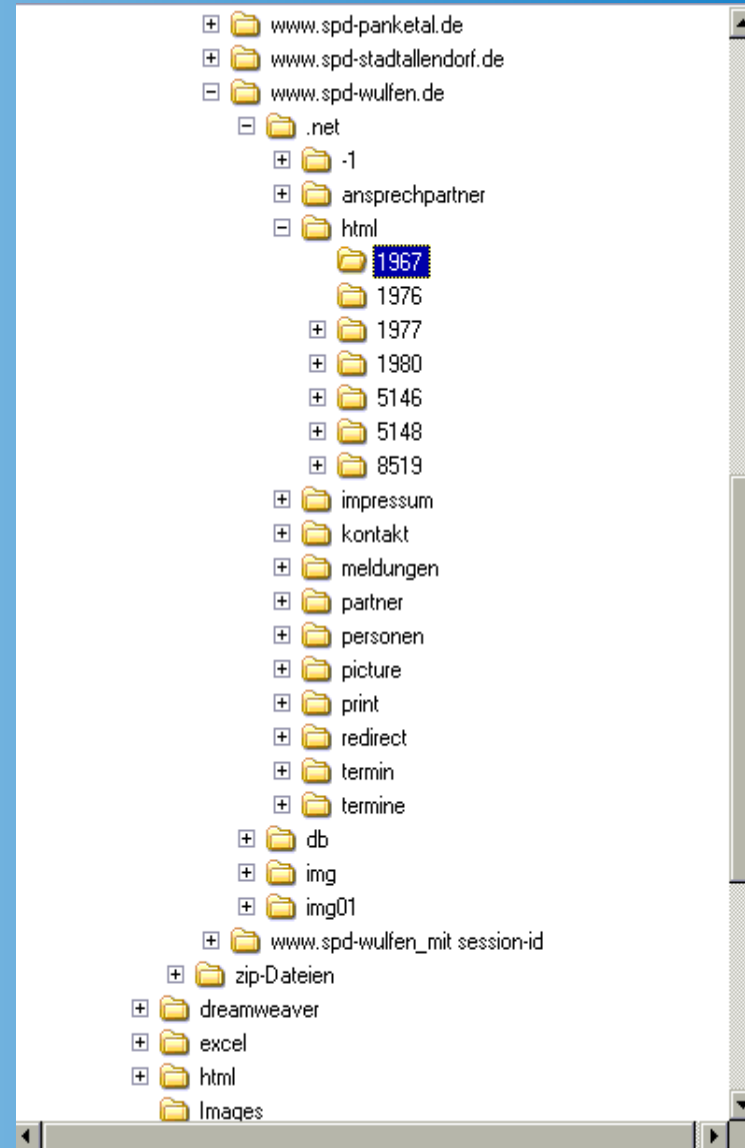 www.spd-panketal.de
www.spd-stadtallendorf.de
www.spd-wulfen.de
.net
-1
ansprechpartner
html
1967
1976
1977
1980
5146
5148
8519
impressum
kontakt
meldungen
partner
personen
picture
print
redirect
termin
termine
db
img
img01
www.spd-wulfen_mit session-id
zip-Dateien
dreamweaver
excel
html
Images